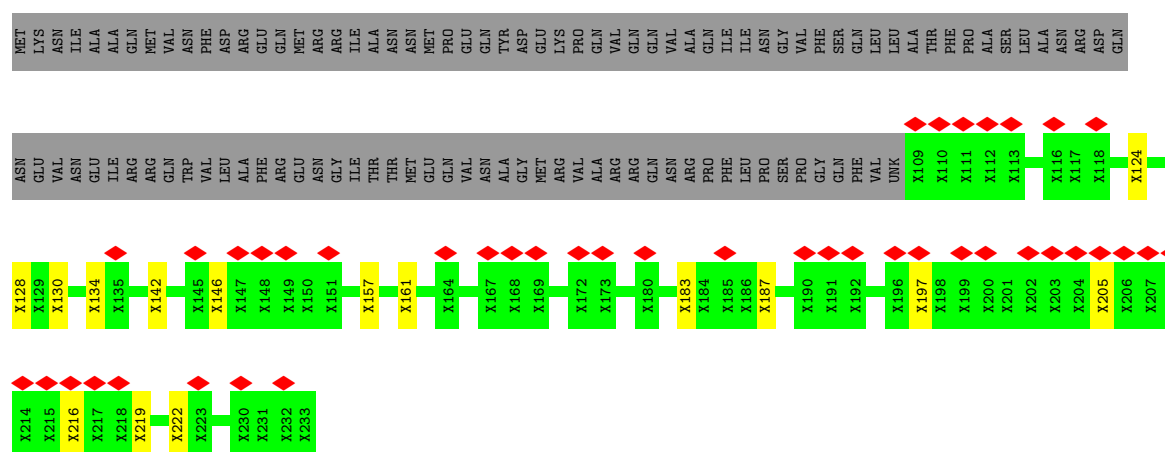 MET LYS ASN ILE ALA ALA GLN MET VAL ASN PHE ASP ARG GLU GLN MET ARG ARG ILE ALA ASN ASN MET PRO GLU GLN TYR ASP GLU LYS PRO GLN VAL GLN GLN VAL ALA GLN ILE ILE ASN GLY VAL PHE SER GLN LEU LEU ALA THR PHE PRO ALA SER LEU ALA ASN ARG ASP GLN
ASN GLU VAL ASN GLU ILE ARG ARG GLN TRP VAL LEU ALA PHE ARG GLU ASN GLY ILE THR THR MET GLU GLN VAL ASN ALA GLY MET ARG VAL ALA ARG ARG GLN ASN ARG PRO PHE LEU PRO SER PRO GLY GLN PHE VAL UNK X109 X110 X111 X112 X113 X116 X117 X118 X124
X128 X129 X130 X134 X135 X142 X145 X146 X147 X148 X149 X150 X151 X157 X161 X164 X167 X168 X169 X172 X173 X180 X183 X184 X185 X186 X187 X190 X191 X192 X196 X197 X198 X199 X200 X201 X202 X203 X204 X205 X206 X207
X214 X215 X216 X217 X218 X219 X222 X223 X230 X231 X232 X233